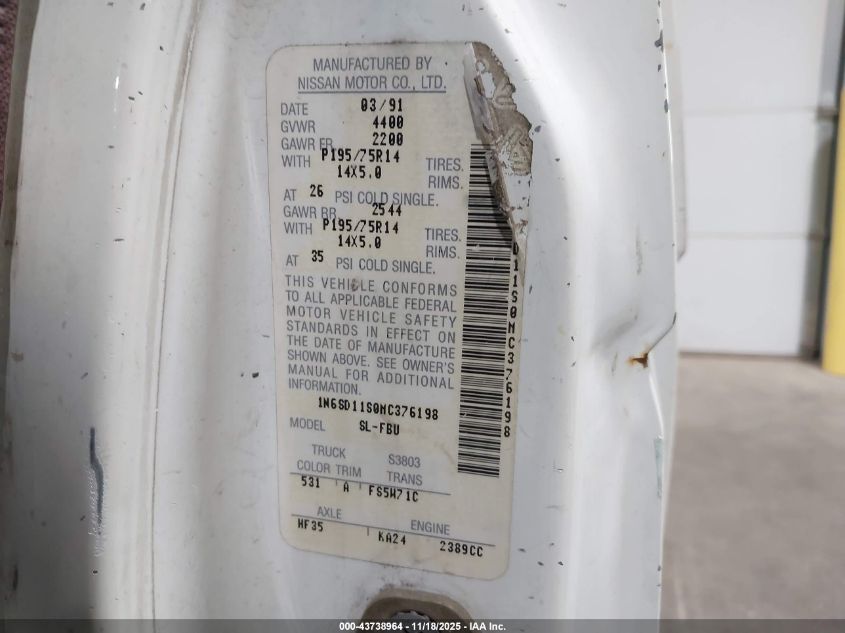 MANUFACTURED BY
NISSAN MOTOR CO., LTD.
DATE 03/91
GVWR 4400
GAWR FR 2200
WITH P195/75R14 TIRES.
14X5.0 RIMS.
AT 26 PSI COLD SINGLE.
GAWR RR 2544
WITH P195/75R14 TIRES.
14X5.0 RIMS.
AT 35 PSI COLD SINGLE.
THIS VEHICLE CONFORMS
TO ALL APPLICABLE FEDERAL
MOTOR VEHICLE SAFETY
STANDARDS IN EFFECT ON
THE DATE OF MANUFACTURE
SHOWN ABOVE. SEE OWNER'S
MANUAL FOR ADDITIONAL
INFORMATION.
1N6SD11S0MC376198
MODEL SL-FBU
TRUCK S3803
COLOR TRIM TRANS
531 A FS5W71C
AXLE ENGINE
HF35 KA24 2389CC
D11S0MC376198
000-43738964 - 11/18/2025 - IAA Inc.